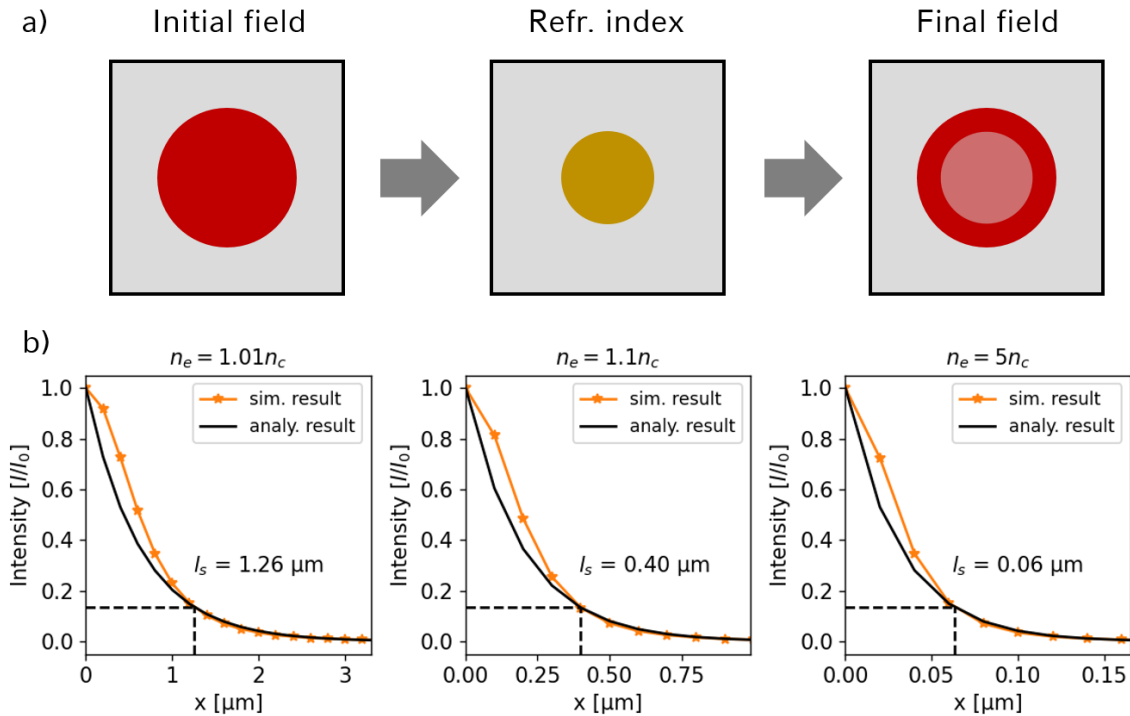 a)
Initial field
Refr. index
Final field
b)
n_e = 1.01n_c
Intensity [I/I_0]
1.0
0.8
0.6
0.4
0.2
0.0
sim. result
analy. result
l_s = 1.26 µm
0
1
2
3
x [µm]
n_e = 1.1n_c
Intensity [I/I_0]
1.0
0.8
0.6
0.4
0.2
0.0
sim. result
analy. result
l_s = 0.40 µm
0.00
0.25
0.50
0.75
x [µm]
n_e = 5n_c
Intensity [I/I_0]
1.0
0.8
0.6
0.4
0.2
0.0
sim. result
analy. result
l_s = 0.06 µm
0.00
0.05
0.10
0.15
x [µm]